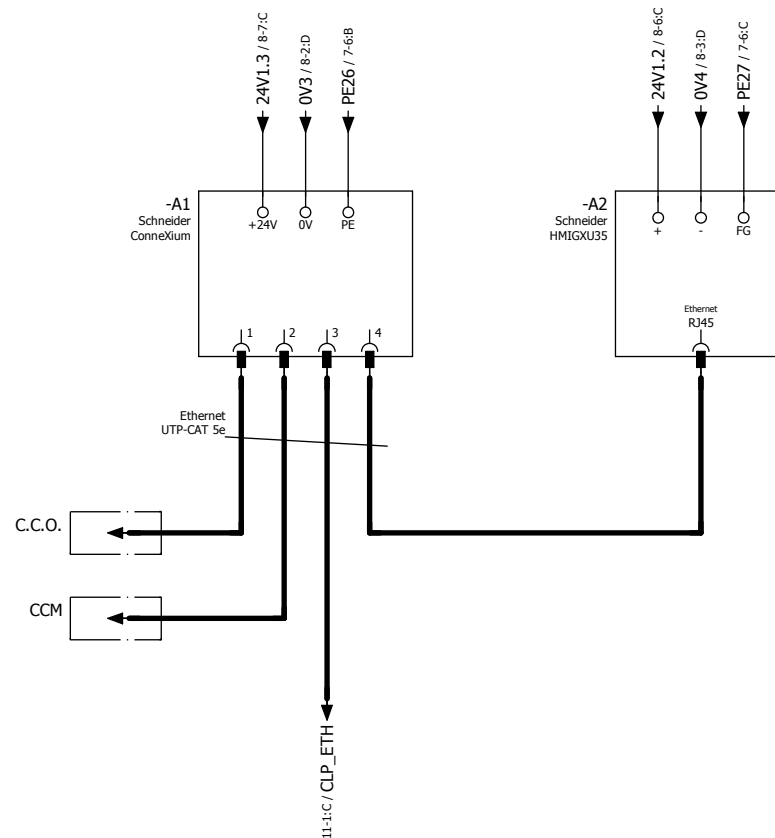 24V1.3 / 8-7:C
0V3 / 8-2:D
PE26 / 7-6:B
24V1.2 / 8-6:C
0V4 / 8-3:D
PE27 / 7-6:C
-A1
Schneider
ConneXium
+24V
0V
PE
-A2
Schneider
HMIGXU35
+
-
FG
1
2
3
4
Ethernet
RJ45
Ethernet
UTP-CAT 5e
C.C.O.
CCM
11-1:C / CLP_ETH